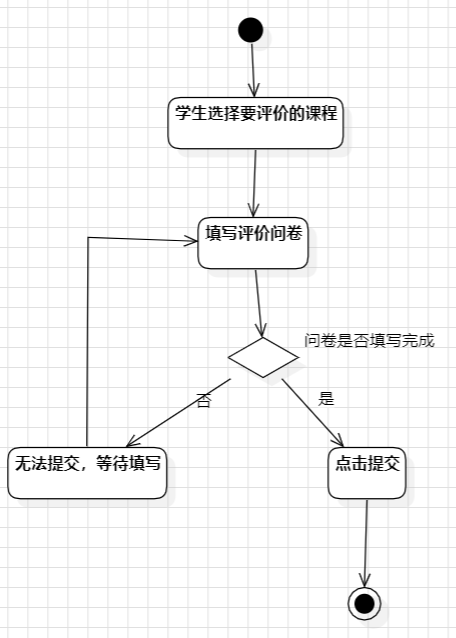 学生选择要评价的课程
填写评价问卷
问卷是否填写完成
否
是
无法提交，等待填写
点击提交